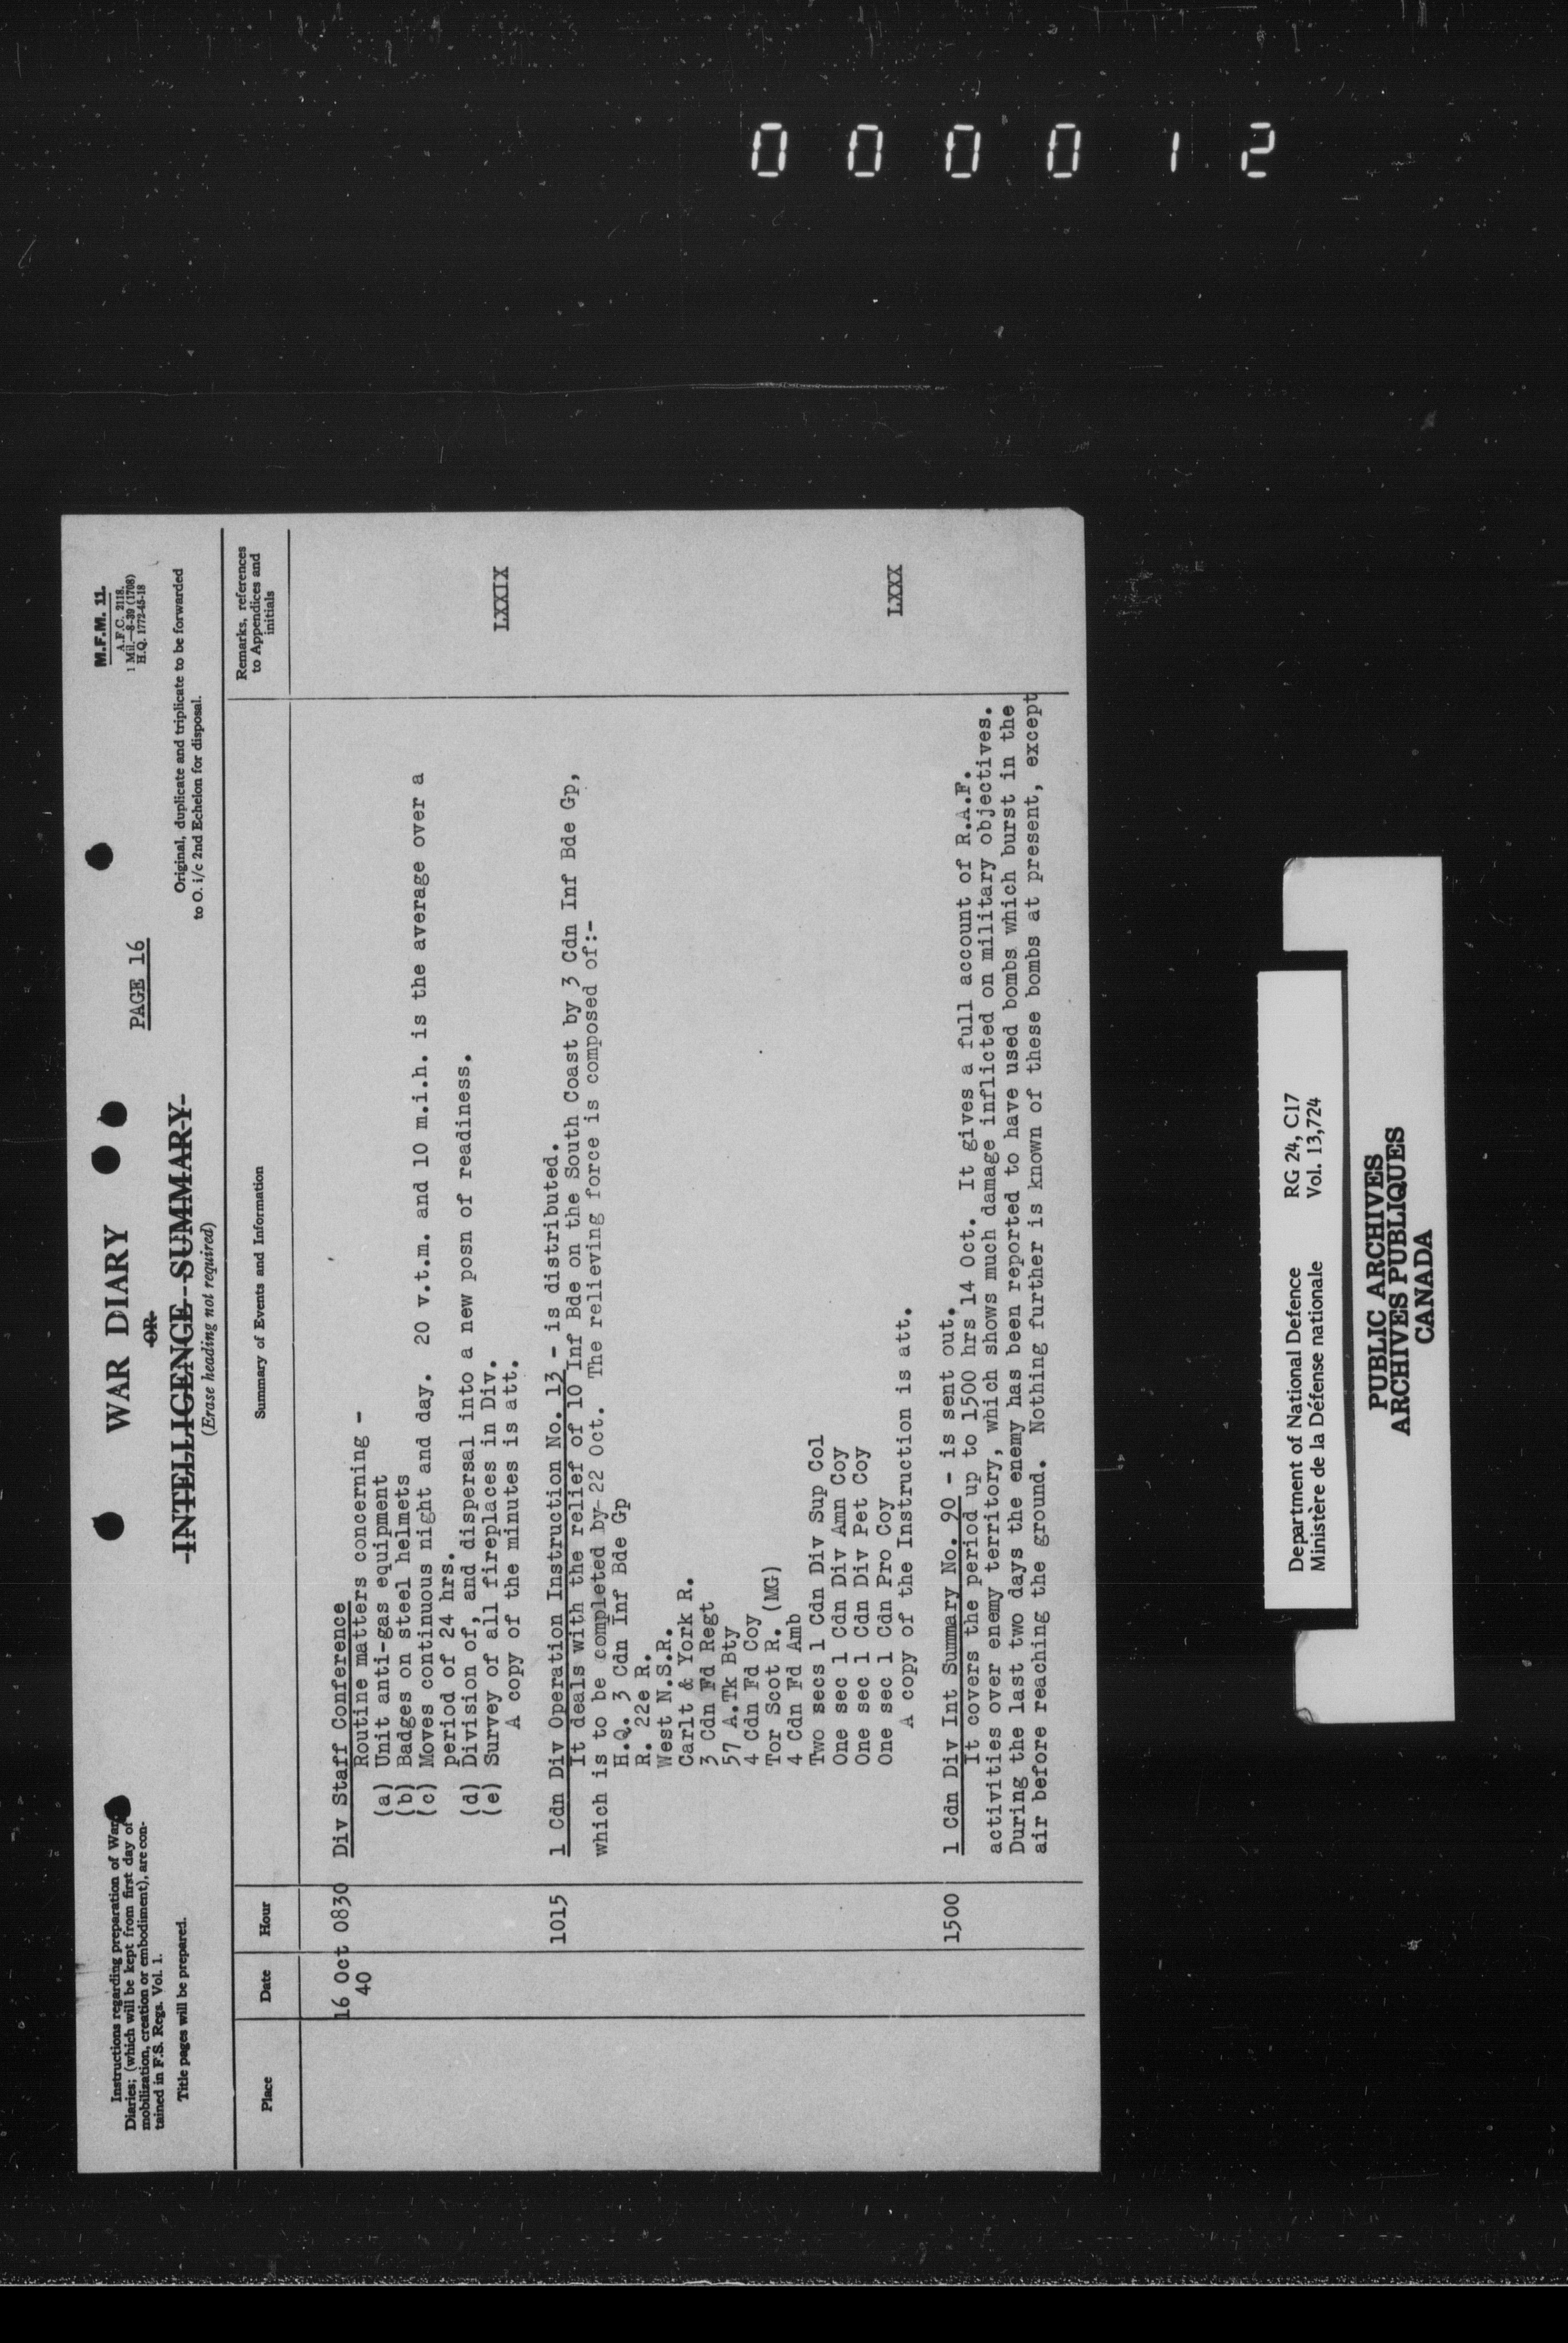 000012
Instructions regarding preparation of War
Diaries; (which will be kept from first day of
mobilization, creation or embodiment), are con-
tained in F.S. Regs. Vol. 1.
Title pages will be prepared.
WAR DIARY
OR
INTELLIGENCE SUMMARY
(Erase heading not required)
PAGE 16
M.F.M. 11.
A.F.C. 2118.
1 Mil.—8-39 (1708)
H.Q. 1772-45-18
Original, duplicate and triplicate to be forwarded
to O. i/c 2nd Echelon for disposal.
Place
Date
Hour
Summary of Events and Information
Remarks, references
to Appendices and
initials
16 Oct 0830 Div Staff Conference
40 Routine matters concerning -
(a) Unit anti-gas equipment
(b) Badges on steel helmets
(c) Moves continuous night and day. 20 v.t.m. and 10 m.i.h. is the average over a
period of 24 hrs.
(d) Division of, and dispersal into a new posn of readiness.
(e) Survey of all fireplaces in Div.
A copy of the minutes is att. LXXIX
1015 1 Cdn Div Operation Instruction No. 13 - is distributed.
It deals with the relief of 10 Inf Bde on the South Coast by 3 Cdn Inf Bde Gp,
which is to be completed by 22 Oct. The relieving force is composed of:-
H.Q. 3 Cdn Inf Bde Gp
R. 22e R.
West N.S.R.
Carlt & York R.
3 Cdn Fd Regt
57 A.Tk Bty
4 Cdn Fd Coy
Tor Scot R. (MG)
4 Cdn Fd Amb
Two secs 1 Cdn Div Sup Col
One sec 1 Cdn Div Amn Coy
One sec 1 Cdn Div Pet Coy
One sec 1 Cdn Pro Coy
A copy of the Instruction is att. LXXX
1500 1 Cdn Div Int Summary No. 90 - is sent out.
It covers the period up to 1500 hrs 14 Oct. It gives a full account of R.A.F.
activities over enemy territory, which shows much damage inflicted on military objectives.
During the last two days the enemy has been reported to have used bombs which burst in the
air before reaching the ground. Nothing further is known of these bombs at present, except
Department of National Defence RG 24, C17
Ministère de la Défense nationale Vol. 13,724
PUBLIC ARCHIVES
ARCHIVES PUBLIQUES
CANADA